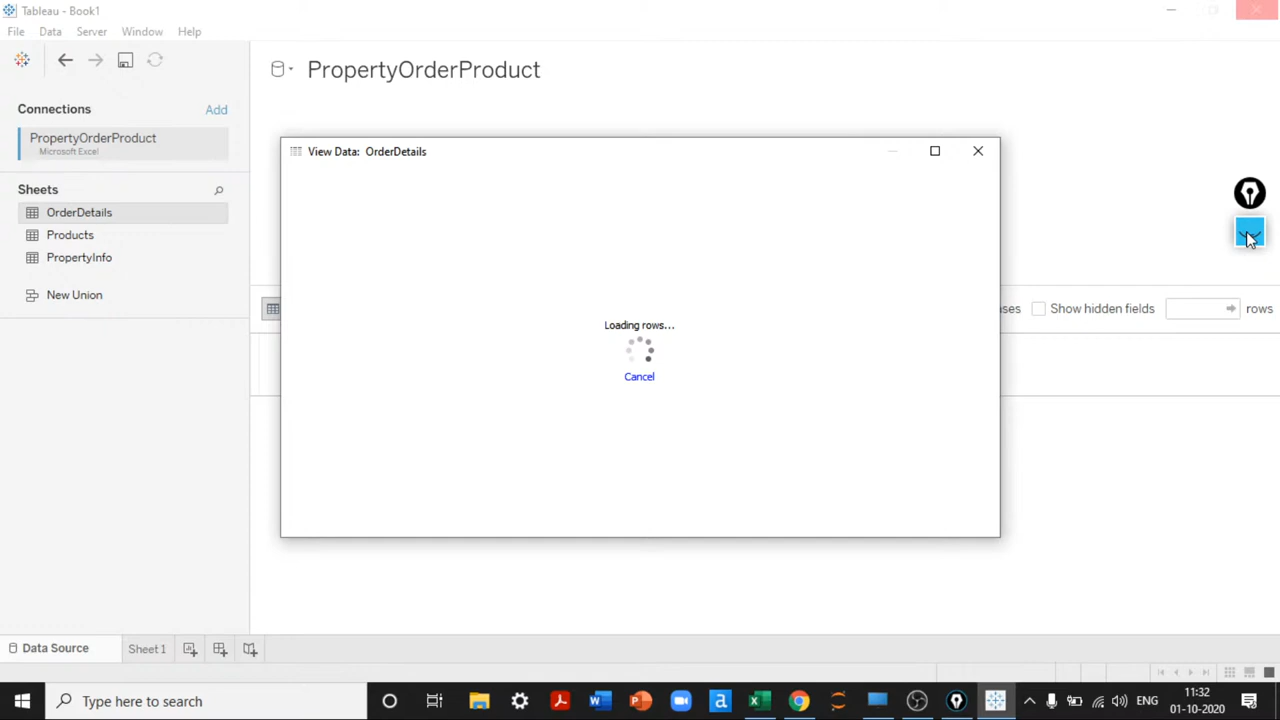 Tableau - Book1
File Data Server Window Help
PropertyOrderProduct
Connections Add
PropertyOrderProduct
Microsoft Excel
Sheets
OrderDetails
Products
PropertyInfo
New Union
View Data: OrderDetails
Loading rows...
Cancel
Show hidden fields rows
Data Source Sheet 1
Type here to search
ENG
11:32
01-10-2020